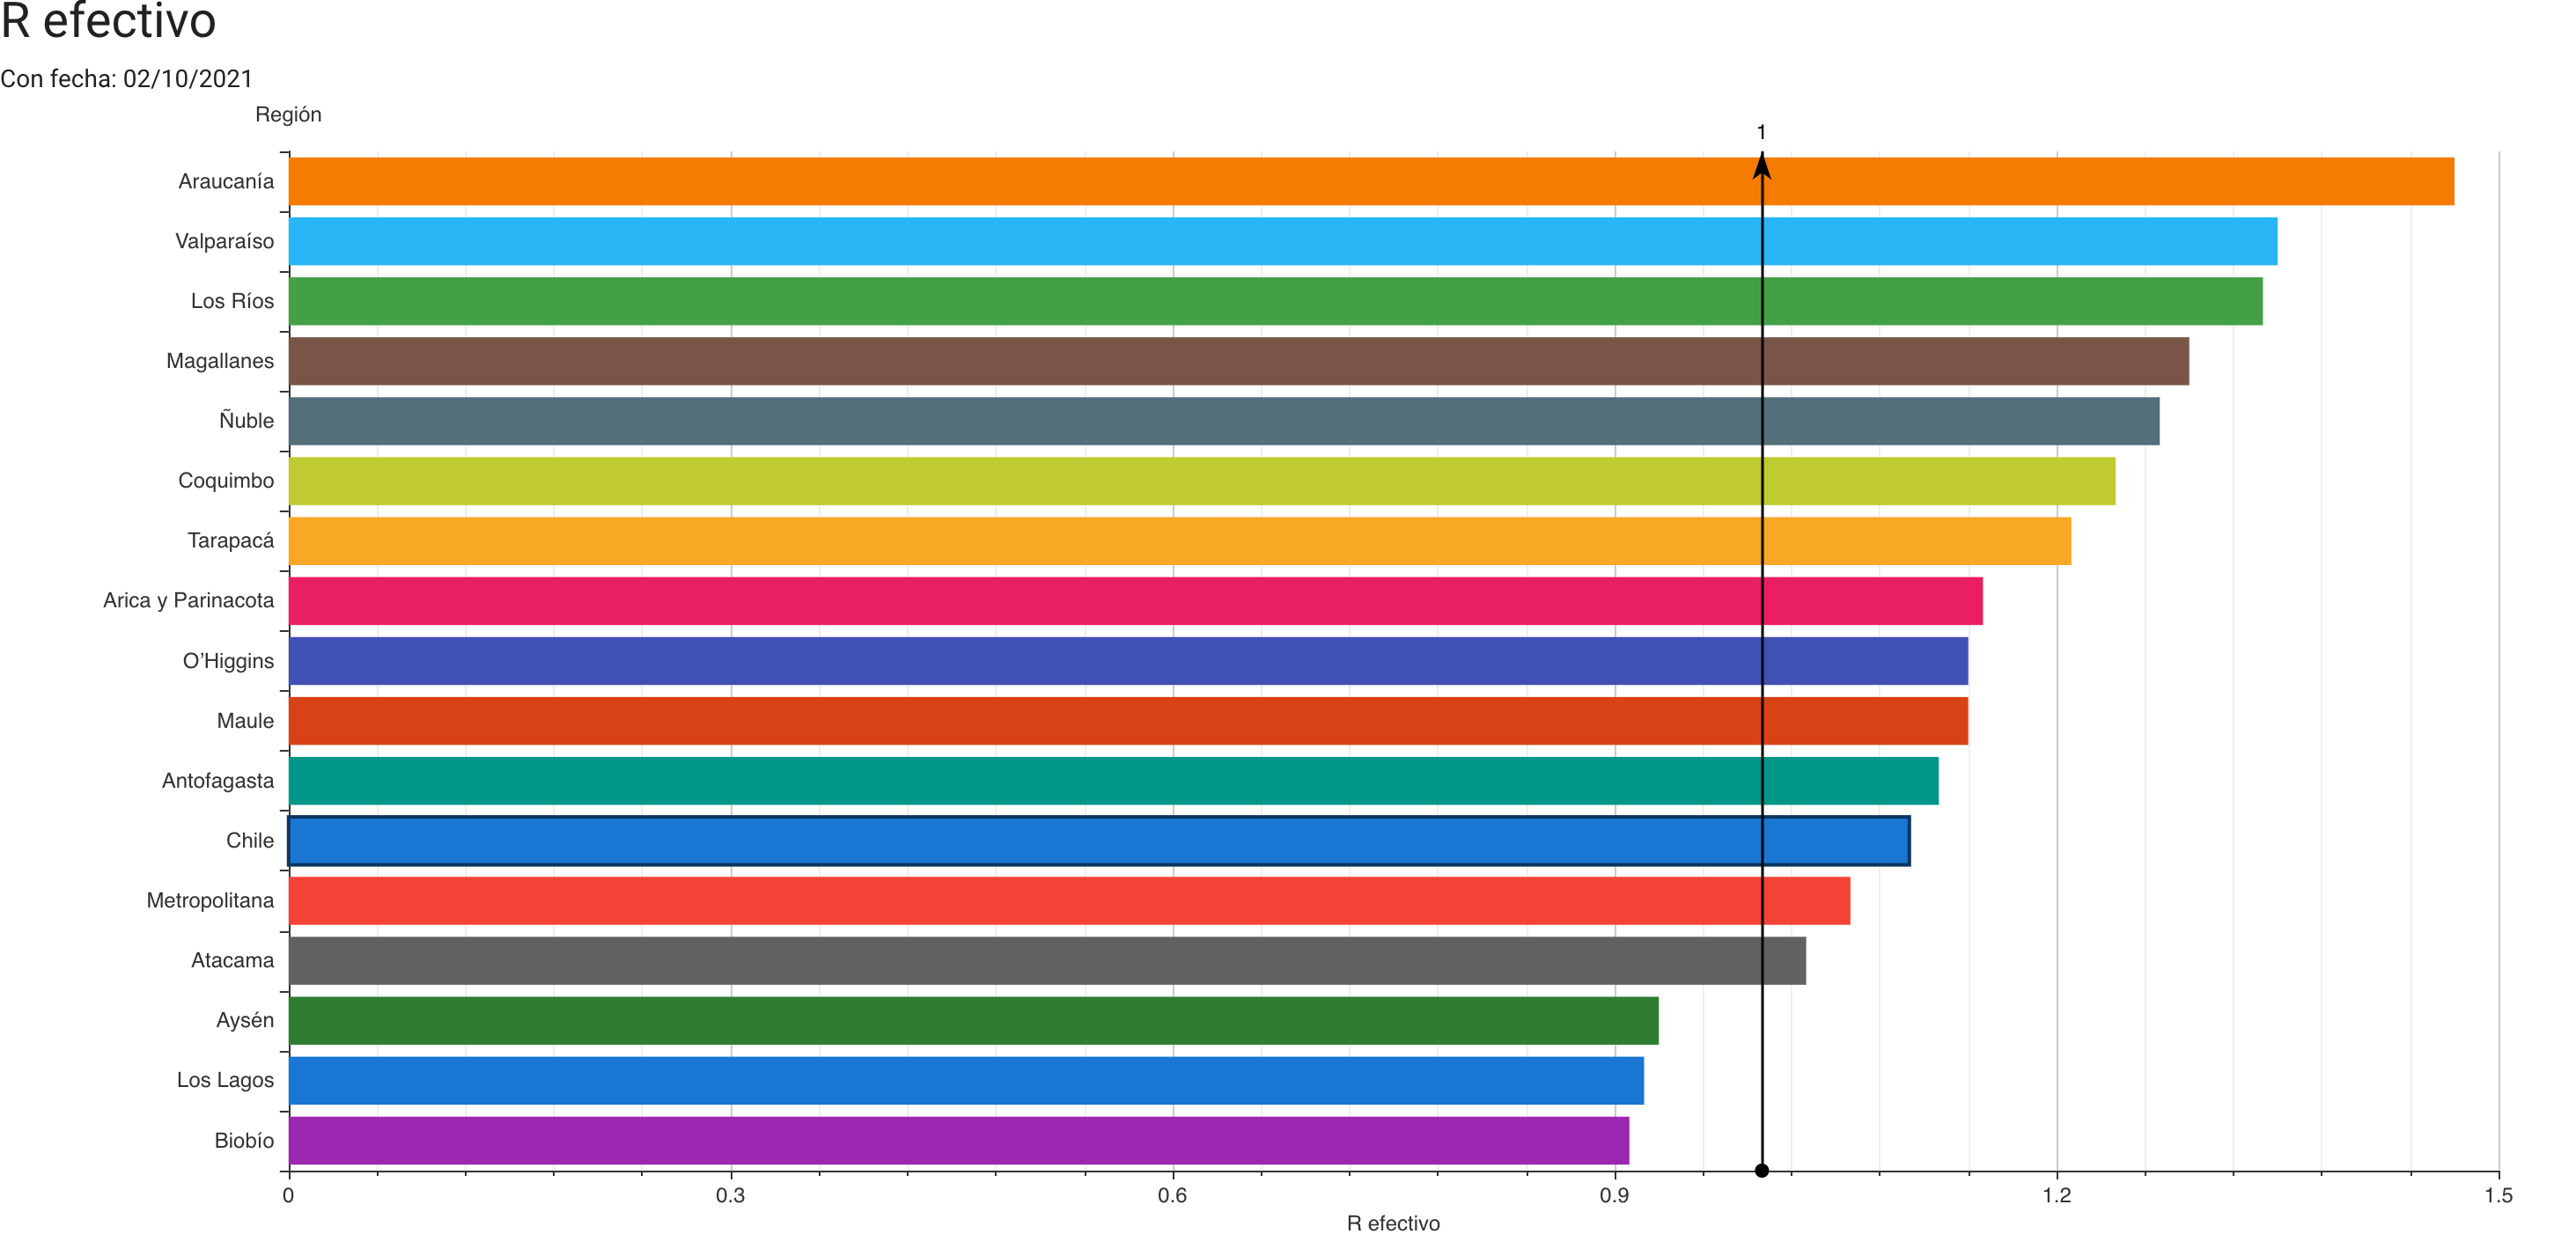 R efectivo
Con fecha: 02/10/2021
Región
1
Araucanía
Valparaíso
Los Ríos
Magallanes
Ñuble
Coquimbo
Tarapacá
Arica y Parinacota
O’Higgins
Maule
Antofagasta
Chile
Metropolitana
Atacama
Aysén
Los Lagos
Biobío
0 0.3 0.6 0.9 1.2 1.5
R efectivo